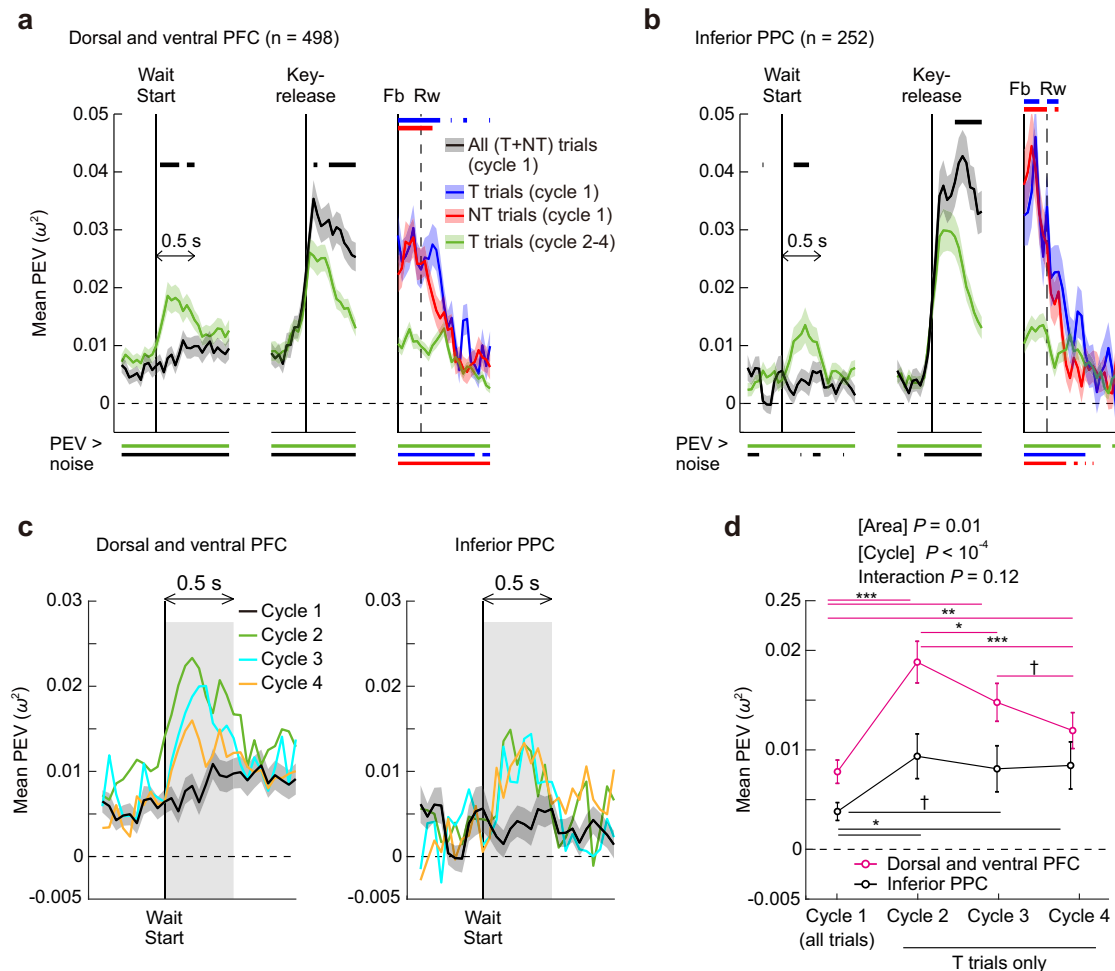 a
Dorsal and ventral PFC (n = 498)
Wait
Start
Key-
release
Fb Rw
0.05
0.04
0.03
0.02
0.01
0
Mean PEV (ω²)
0.5 s
All (T+NT) trials
(cycle 1)
T trials (cycle 1)
NT trials (cycle 1)
T trials (cycle 2-4)
PEV >
noise
b
Inferior PPC (n = 252)
Wait
Start
Key-
release
Fb Rw
0.05
0.04
0.03
0.02
0.01
0
Mean PEV (ω²)
0.5 s
PEV >
noise
c
Dorsal and ventral PFC
0.5 s
0.03
0.02
0.01
0
-0.005
Mean PEV (ω²)
Cycle 1
Cycle 2
Cycle 3
Cycle 4
Wait
Start
Inferior PPC
0.5 s
0.03
0.02
0.01
0
-0.005
Mean PEV (ω²)
Wait
Start
d
[Area] P = 0.01
[Cycle] P < 10⁻⁴
Interaction P = 0.12
0.25
0.02
0.01
0
-0.005
Mean PEV (ω²)
***
**
*
***
†
†
*
Dorsal and ventral PFC
Inferior PPC
Cycle 1 Cycle 2 Cycle 3 Cycle 4
(all trials)
T trials only